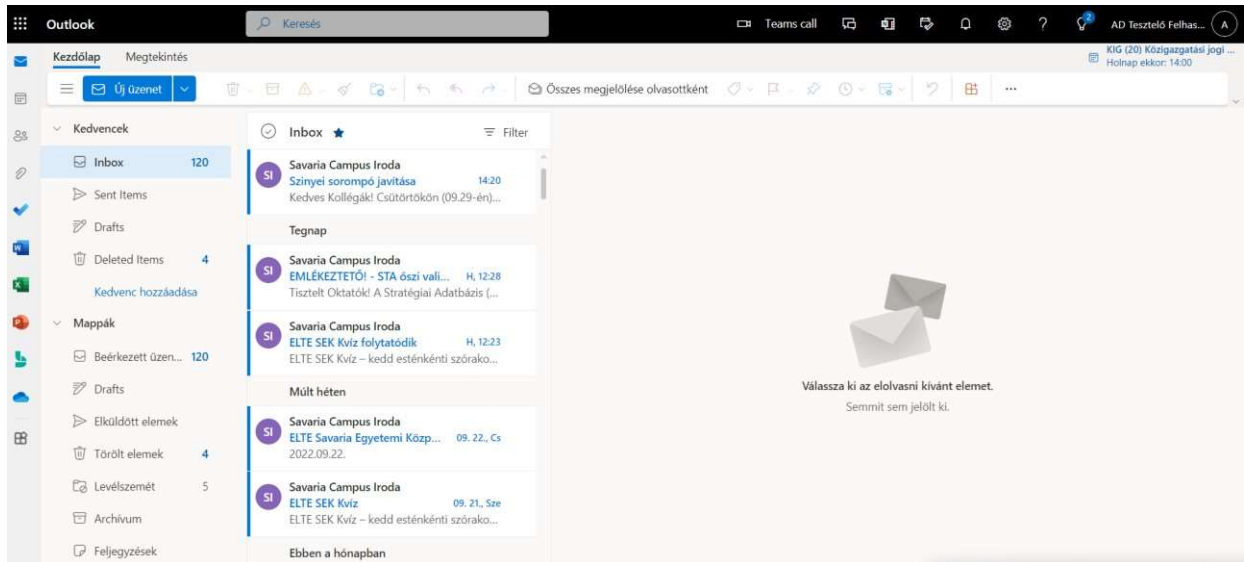 Outlook
Keresés
Teams call
AD Tesztelő Felhas...
A
Kezdőlap
Megtekintés
KIG (20) Közigazgatási jogi ...
Holnap ekkor: 14:00
Új üzenet
Összes megjelölése olvasottként
Kedvencek
Inbox 120
Sent Items
Drafts
Deleted Items 4
Kedvenc hozzáadása
Mappák
Beérkezett üzen... 120
Drafts
Elküldött elemek
Törölt elemek 4
Levélszemét 5
Archívum
Feljegyzések
Inbox
Filter
SI
Savaria Campus Iroda
Szinyei sorompó javítása 14:20
Kedves Kollégák! Csütörtökön (09.29-én)...
Tegnap
SI
Savaria Campus Iroda
EMLÉKEZTETŐ! - STA őszi vali... H, 12:28
Tisztelt Oktatók! A Stratégiai Adatbázis (...
SI
Savaria Campus Iroda
ELTE SEK Kvíz folytatódik H, 12:23
ELTE SEK Kvíz – kedd esténkénti szórako...
Múlt héten
SI
Savaria Campus Iroda
ELTE Savaria Egyetemi Közp... 09. 22., Cs
2022.09.22.
SI
Savaria Campus Iroda
ELTE SEK Kvíz 09. 21., Sze
ELTE SEK Kvíz – kedd esténkénti szórako...
Ebben a hónapban
Válassza ki az elolvasni kívánt elemet.
Semmit sem jelölt ki.